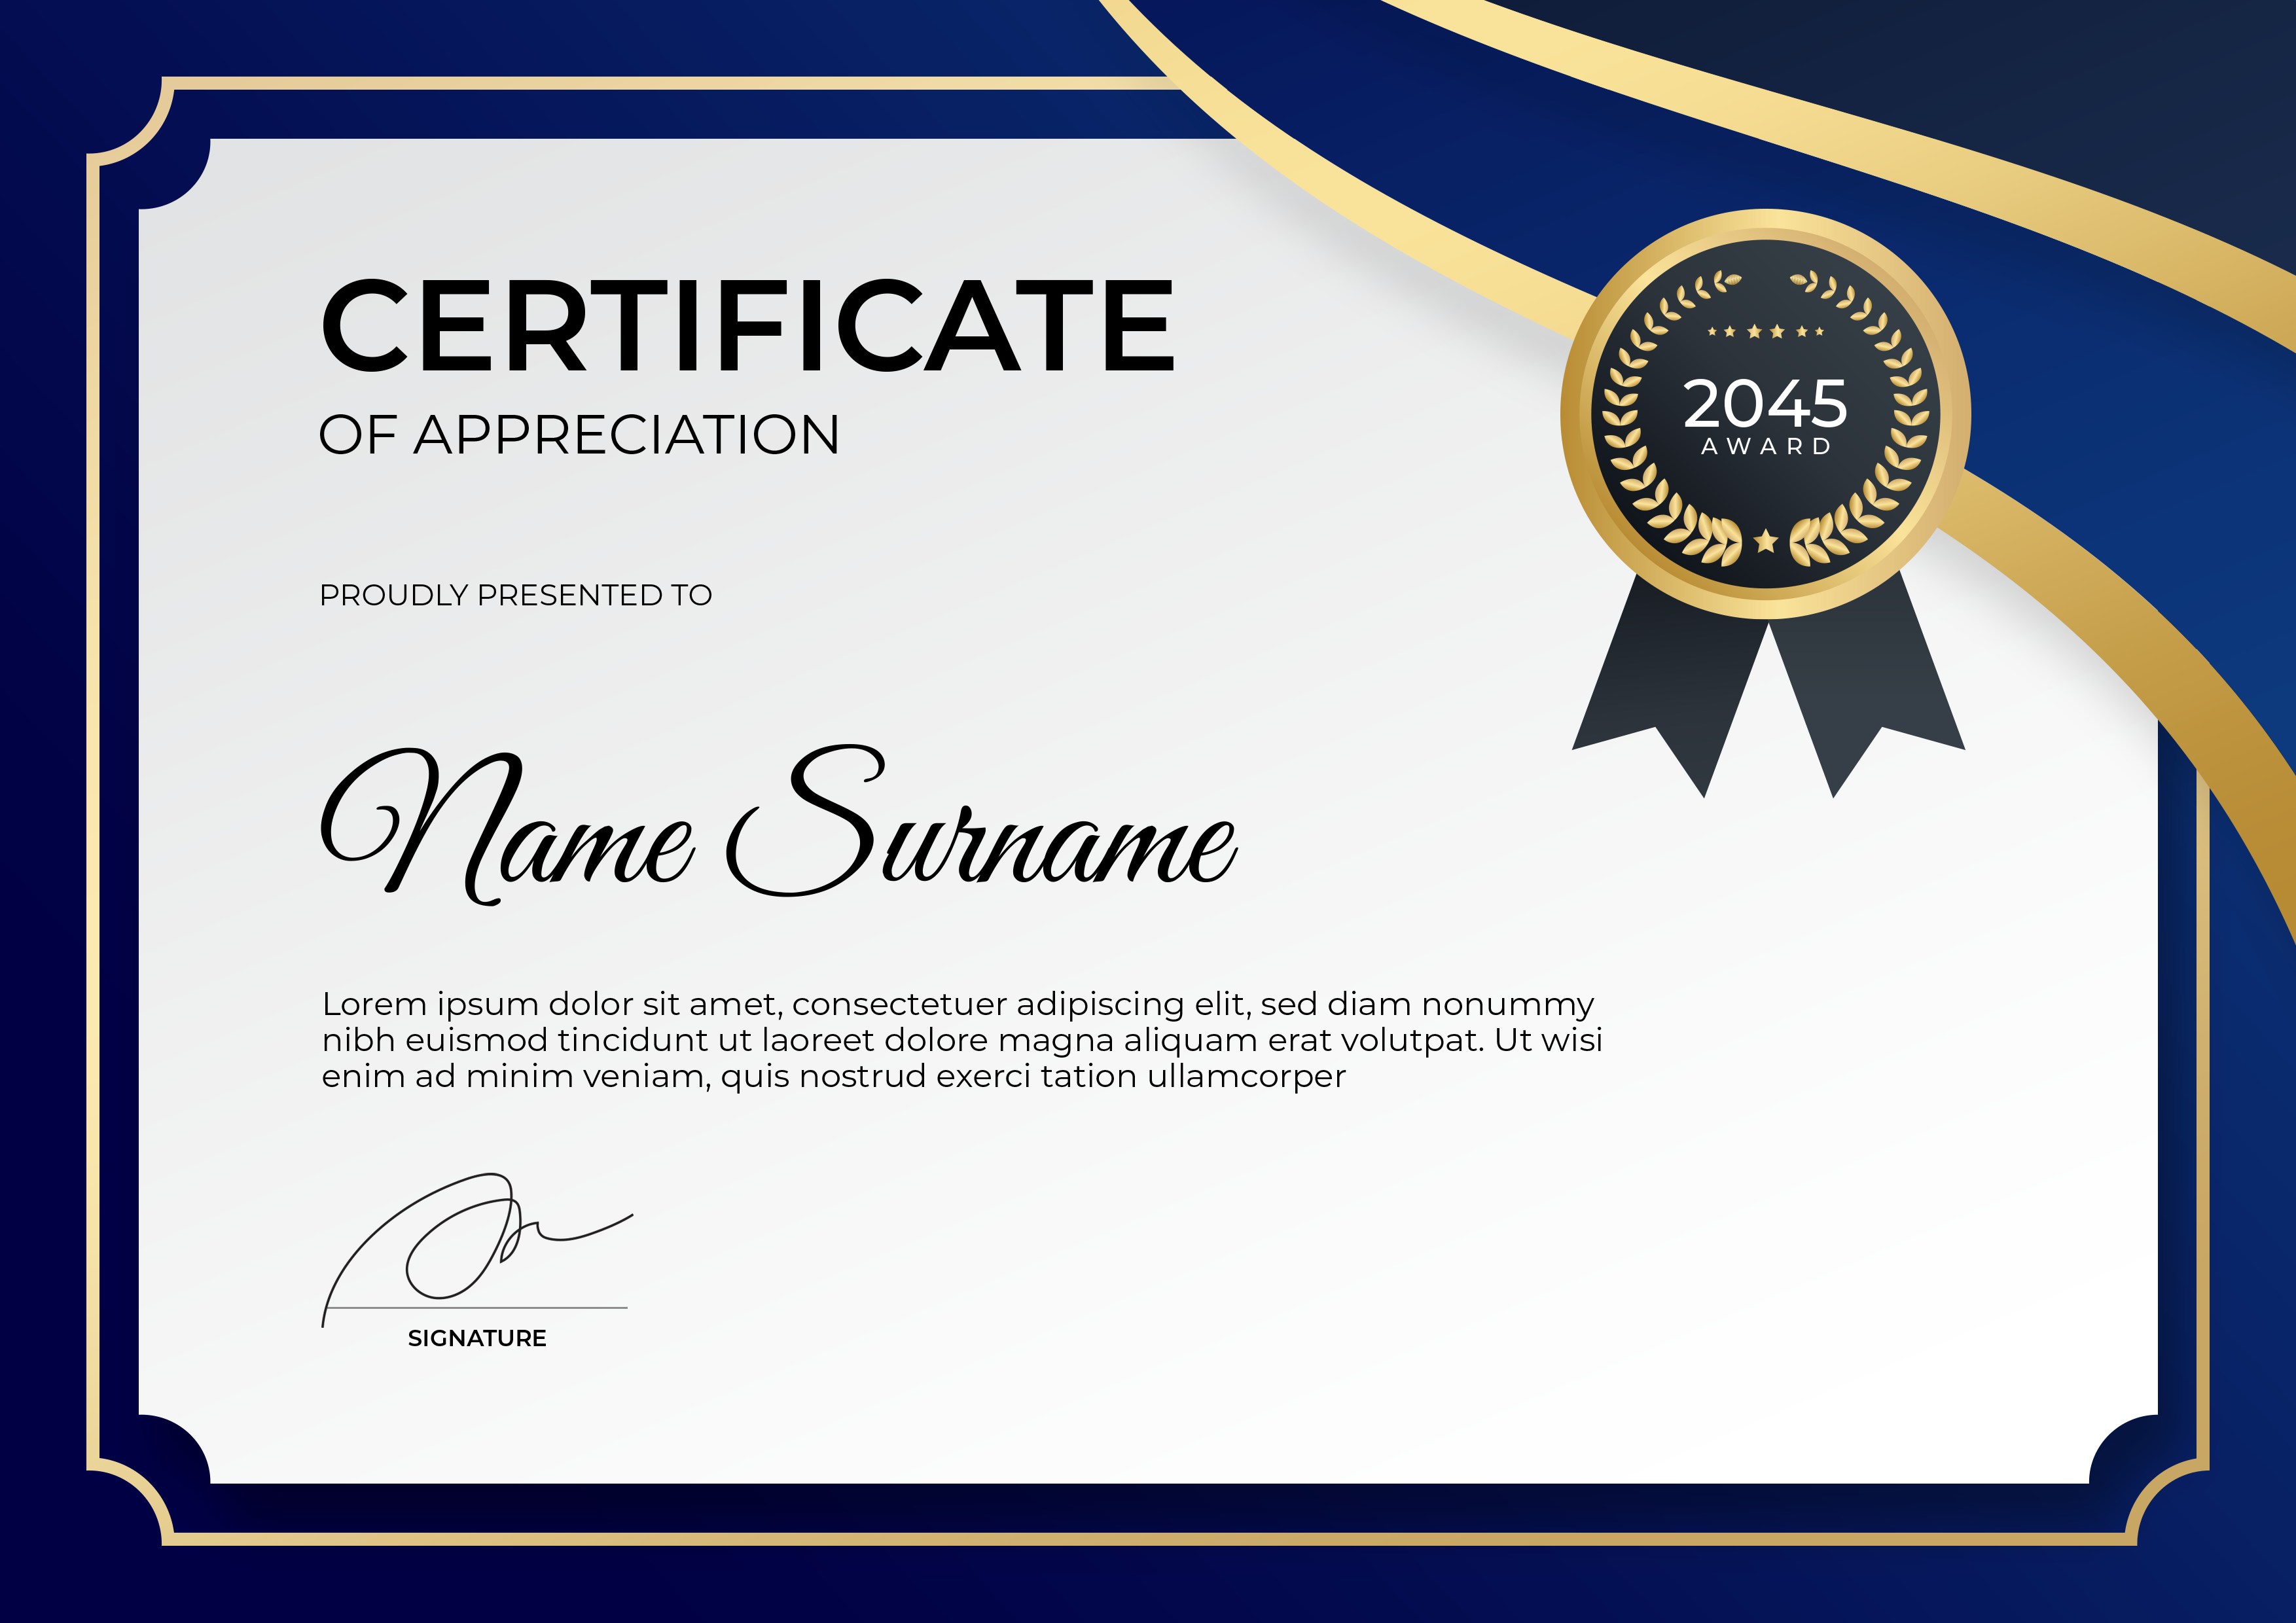 CERTIFICATE
OF APPRECIATION
2045
AWARD
PROUDLY PRESENTED TO
Name Surname
Lorem ipsum dolor sit amet, consectetuer adipiscing elit, sed diam nonummy
nibh euismod tincidunt ut laoreet dolore magna aliquam erat volutpat. Ut wisi
enim ad minim veniam, quis nostrud exerci tation ullamcorper
SIGNATURE